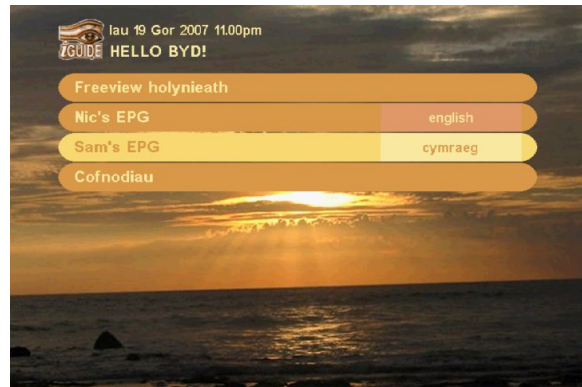 Iau 19 Gor 2007 11.00pm
iGUIDE HELLO BYD!
Freeview holynieath
Nic's EPG english
Sam's EPG cymraeg
Cofnodiau